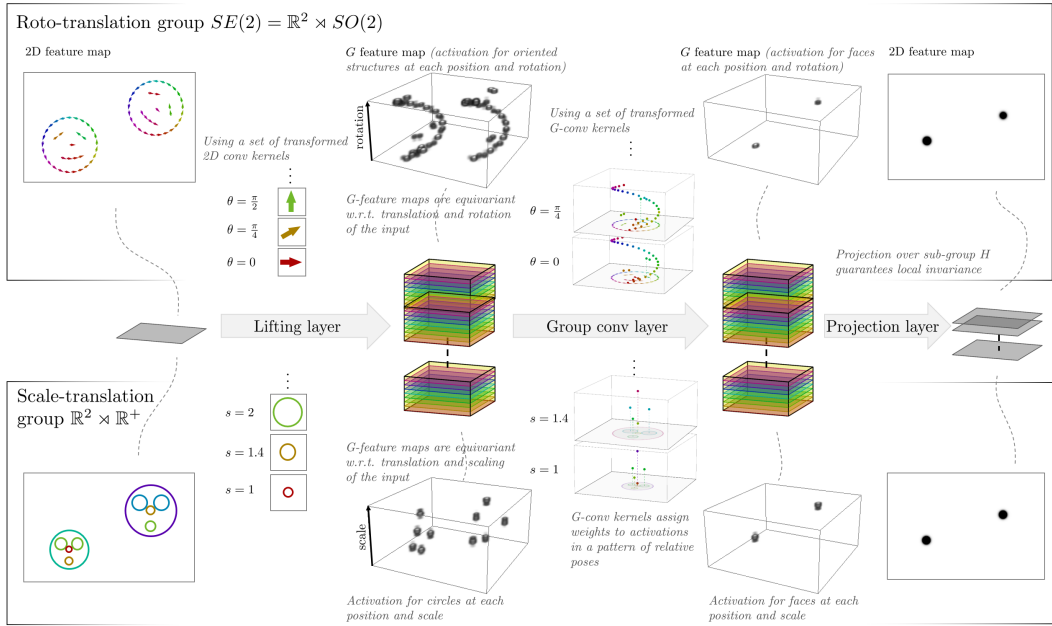 Roto-translation group SE(2) = ℝ² ⋊ SO(2)
2D feature map
G feature map (activation for oriented
structures at each position and rotation)
G feature map (activation for faces
at each position and rotation)
2D feature map
rotation
Using a set of transformed
2D conv kernels
Using a set of transformed
G-conv kernels
θ = π/2
θ = π/4
θ = 0
G-feature maps are equivariant
w.r.t. translation and rotation
of the input
θ = π/4
θ = 0
Projection over sub-group H
guarantees local invariance
Lifting layer
Group conv layer
Projection layer
Scale-translation
group ℝ² ⋊ ℝ⁺
s = 2
s = 1.4
s = 1
G-feature maps are equivariant
w.r.t. translation and scaling
of the input
s = 1.4
s = 1
scale
G-conv kernels assign
weights to activations
in a pattern of relative
poses
Activation for circles at each
position and scale
Activation for faces at each
position and scale